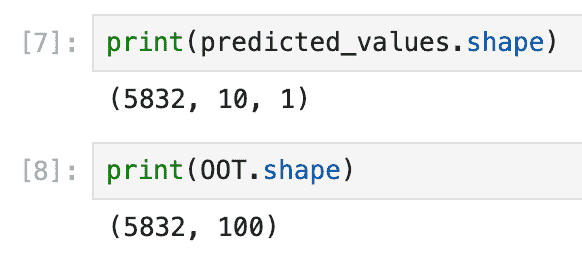 [7]: print(predicted_values.shape)
(5832, 10, 1)
[8]: print(OOT.shape)
(5832, 100)